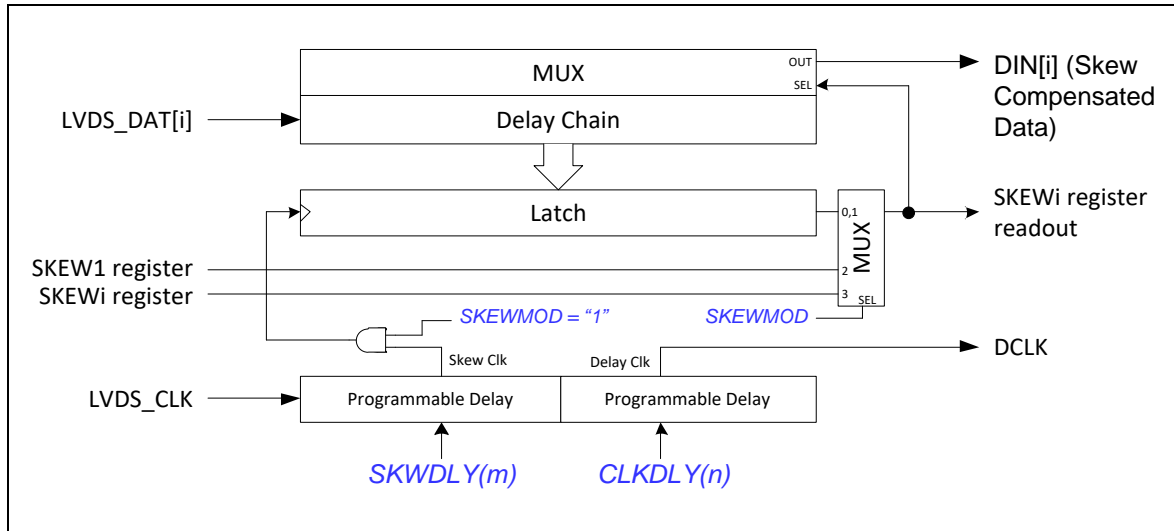 MUX
OUT
SEL
DIN[i] (Skew
Compensated
Data)
LVDS_DAT[i]
Delay Chain
Latch
0,1
MUX
SKEWi register
readout
SKEW1 register
2
SKEWi register
3
SEL
SKEWMOD = “1”
SKEWMOD
Skew Clk
Delay Clk
DCLK
LVDS_CLK
Programmable Delay
Programmable Delay
SKWDLY(m)
CLKDLY(n)